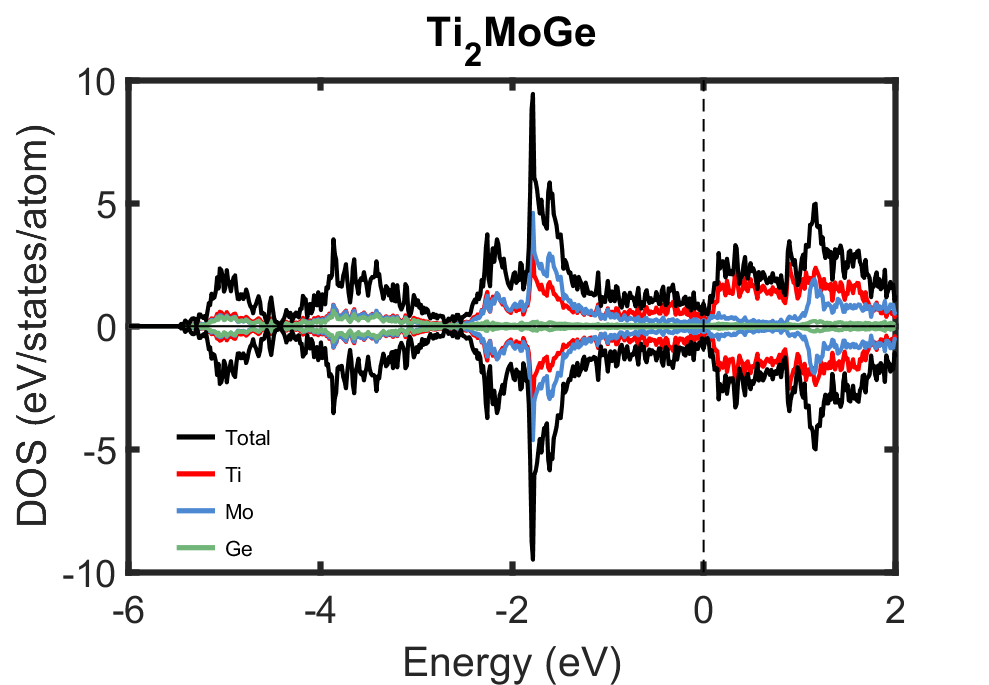 Ti₂MoGe
10
5
0
-5
-10
DOS (eV/states/atom)
Total
Ti
Mo
Ge
-6 -4 -2 0 2
Energy (eV)